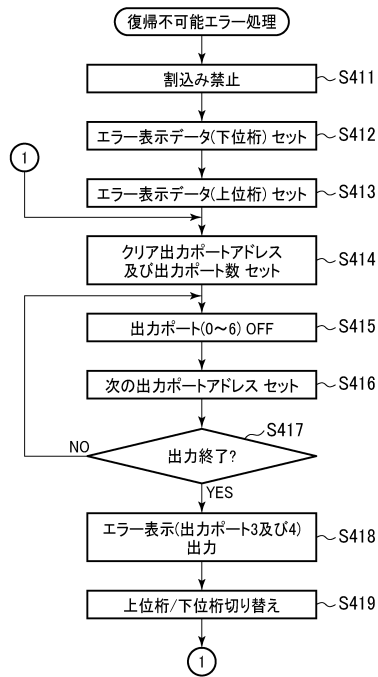 復帰不可能エラー処理
割込み禁止
S411
エラー表示データ(下位桁) セット
S412
1
エラー表示データ(上位桁) セット
S413
クリア出力ポートアドレス
及び出力ポート数 セット
S414
出力ポート(0～6) OFF
S415
次の出力ポートアドレス セット
S416
S417
NO
出力終了?
YES
エラー表示(出力ポート3及び4)
出力
S418
上位桁/下位桁切り替え
S419
1